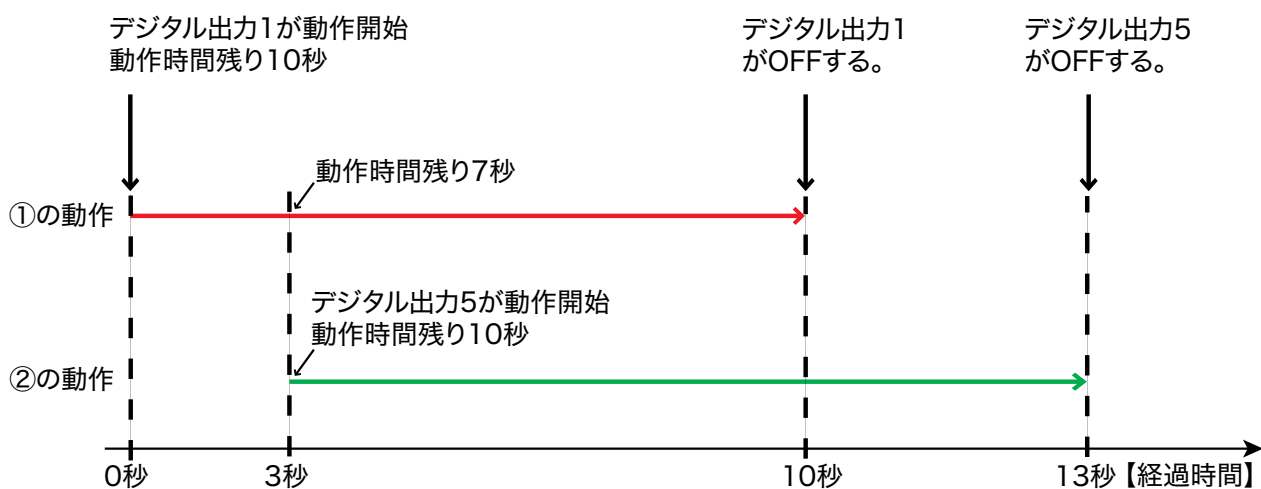 デジタル出力1が動作開始
動作時間残り10秒
デジタル出力1
がOFFする。
デジタル出力5
がOFFする。
動作時間残り7秒
①の動作
デジタル出力5が動作開始
動作時間残り10秒
②の動作
0秒
3秒
10秒
13秒【経過時間】